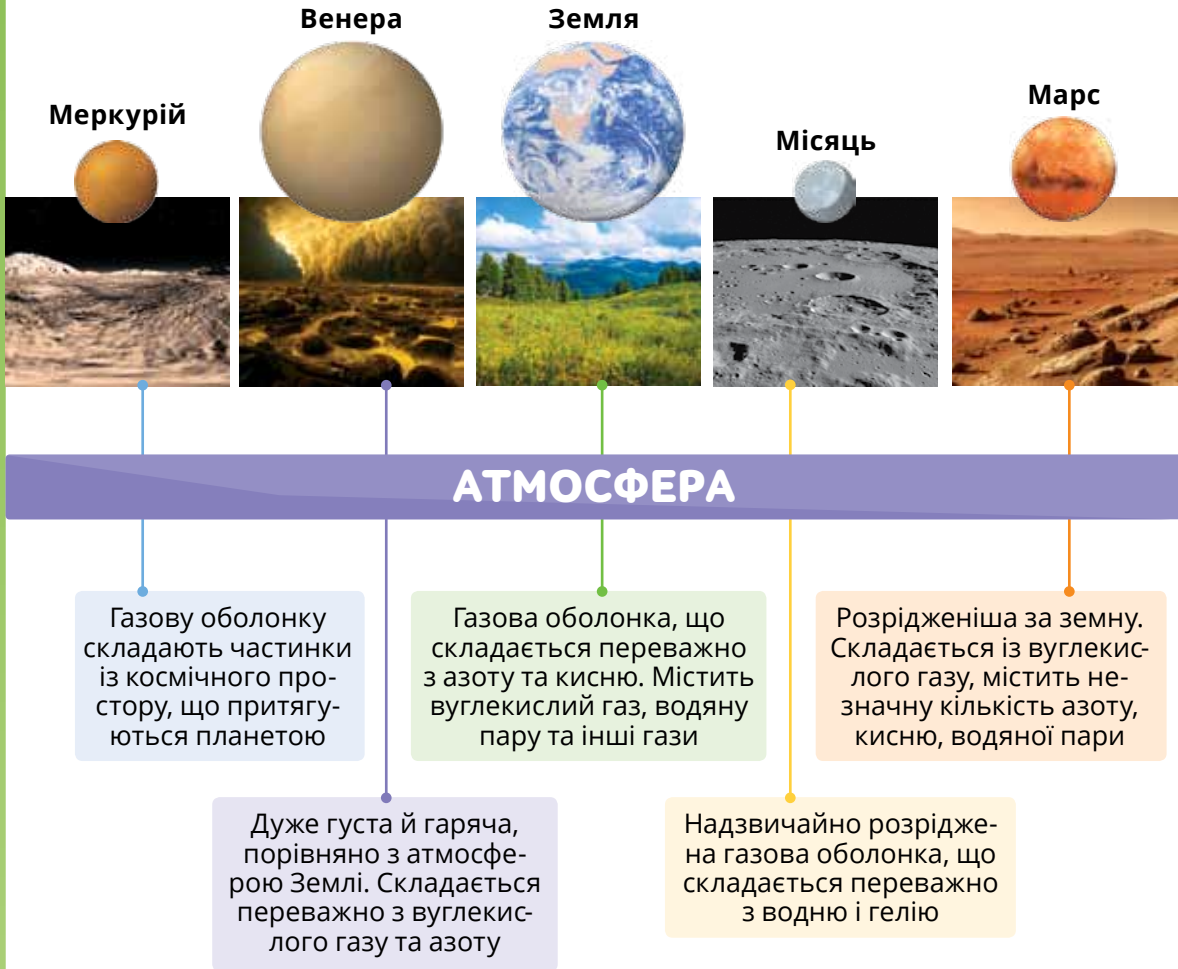 Венера
Земля
Меркурій
Місяць
Марс
АТМОСФЕРА
Газову оболонку
складають частинки
із космічного про-
стору, що притягу-
ються планетою
Газова оболонка, що
складається переважно
з азоту та кисню. Містить
вуглекислий газ, водяну
пару та інші гази
Розрідженіша за земну.
Складається із вуглекис-
лого газу, містить не-
значну кількість азоту,
кисню, водяної пари
Дуже густа й гаряча,
порівняно з атмосфе-
рою Землі. Складається
переважно з вуглекис-
лого газу та азоту
Надзвичайно розрідже-
на газова оболонка, що
складається переважно
з водню і гелію